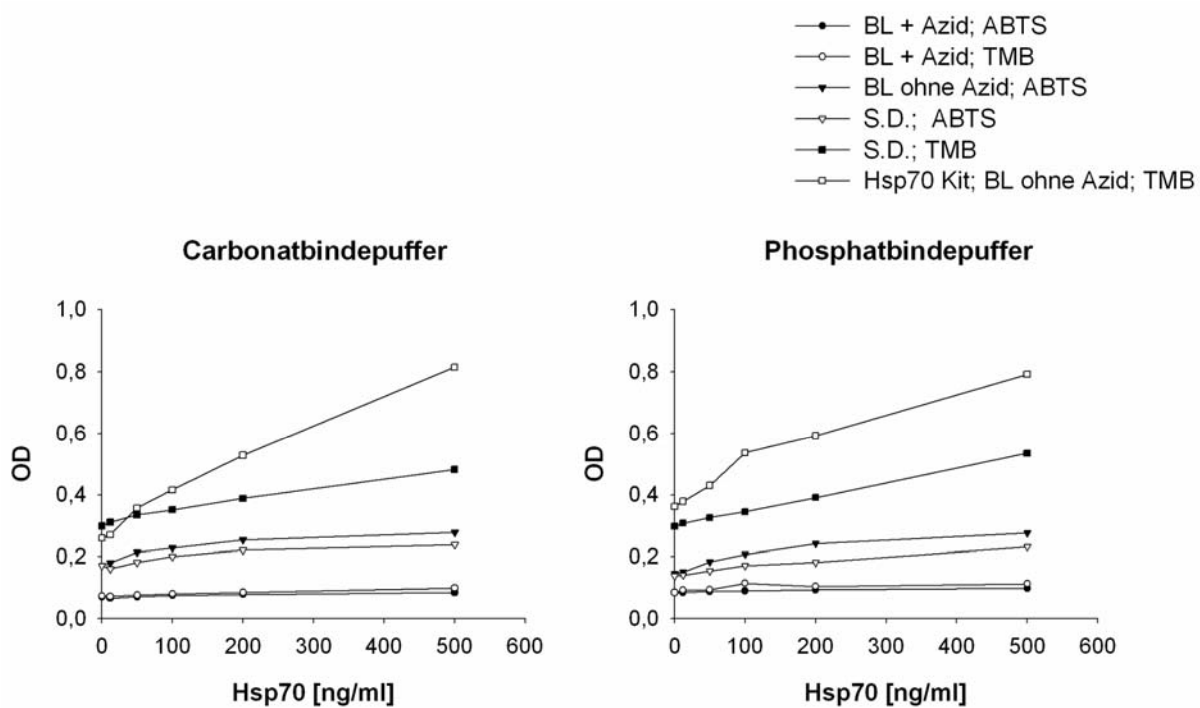 BL + Azid; ABTS
BL + Azid; TMB
BL ohne Azid; ABTS
S.D.; ABTS
S.D.; TMB
Hsp70 Kit; BL ohne Azid; TMB
Carbonatbindepuffer
1,0
0,8
0,6
0,4
0,2
0,0
OD
0 100 200 300 400 500 600
Hsp70 [ng/ml]
Phosphatbindepuffer
1,0
0,8
0,6
0,4
0,2
0,0
OD
0 100 200 300 400 500 600
Hsp70 [ng/ml]